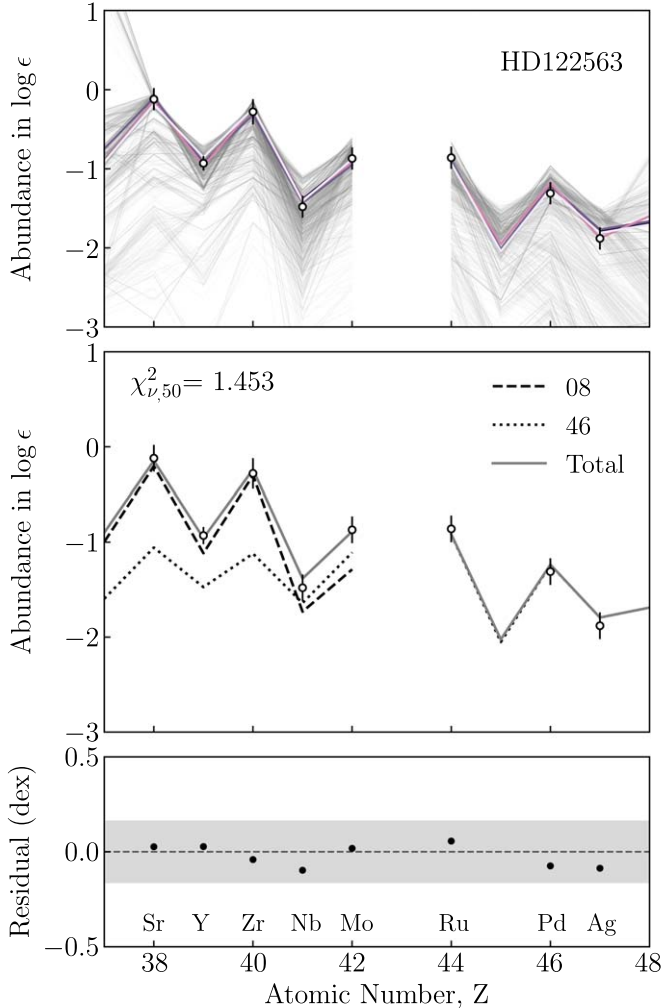 1
0
−1
−2
−3
Abundance in log ϵ
HD122563
1
0
−1
−2
−3
Abundance in log ϵ
χ²ν,50= 1.453
08
46
Total
0.5
0.0
−0.5
Residual (dex)
Sr Y Zr Nb Mo Ru Pd Ag
38 40 42 44 46 48
Atomic Number, Z